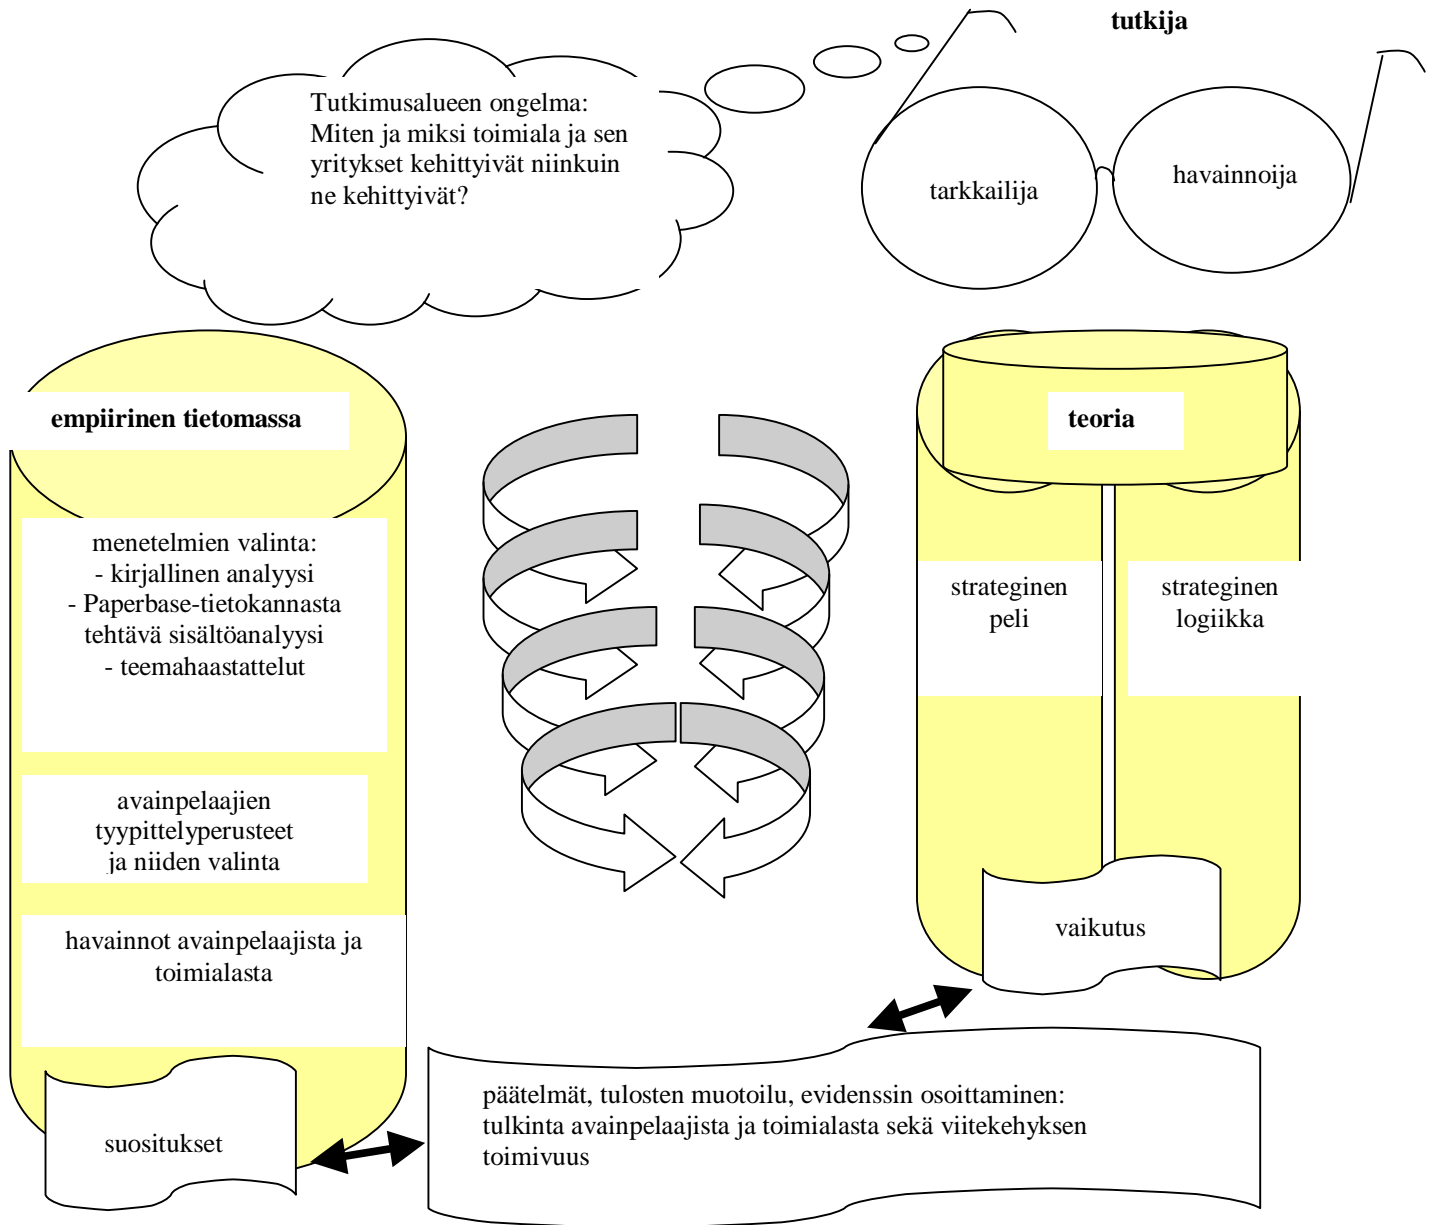 tutkija
Tutkimusalueen ongelma:
Miten ja miksi toimiala ja sen
yritykset kehittyivät niinkuin
ne kehittyivät?
tarkkailija
havainnoija
empiirinen tietomassa
menetelmien valinta:
- kirjallinen analyysi
- Paperbase-tietokannasta
tehtävä sisältöanalyysi
- teemahaastattelut
avainpelaajien
tyypittelyperusteet
ja niiden valinta
havainnot avainpelaajista ja
toimialasta
suositukset
teoria
strateginen
peli
strateginen
logiikka
vaikutus
päätelmät, tulosten muotoilu, evidenssin osoittaminen:
tulkinta avainpelaajista ja toimialasta sekä viitekehyksen
toimivuus